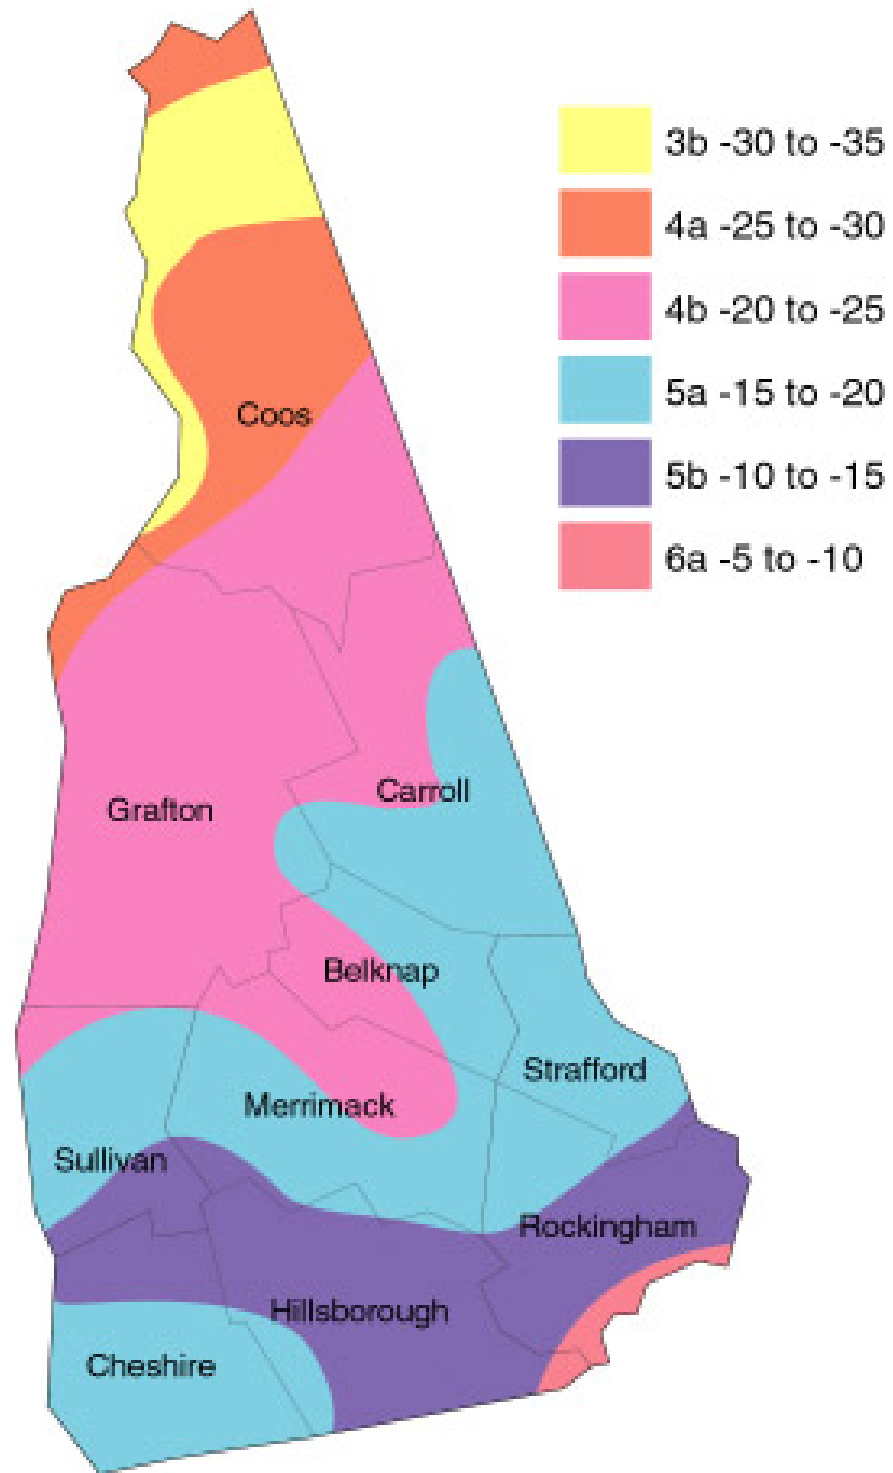 3b -30 to -35
4a -25 to -30
4b -20 to -25
5a -15 to -20
5b -10 to -15
6a -5 to -10
Coos
Carroll
Grafton
Belknap
Strafford
Merrimack
Sullivan
Rockingham
Hillsborough
Cheshire